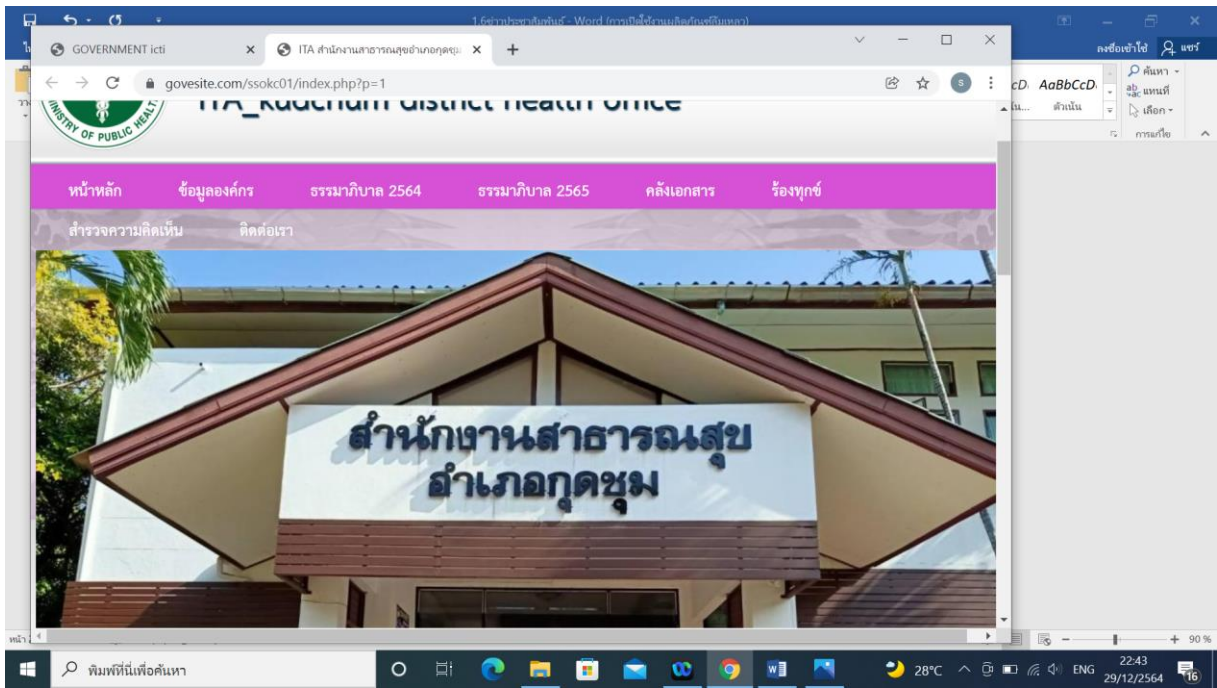 1.6ข่าวประชาสัมพันธ์ - Word (การเปิดใช้งานผลิตภัณฑ์ล้มเหลว)
GOVERNMENT icti
ITA สำนักงานสาธารณสุขอำเภอกุดชุม
ลงชื่อเข้าใช้ แชร์
govesite.com/ssokc01/index.php?p=1
S
ค้นหา
AaBbCcD
แทนที่
ตัวเน้น
เลือก
การแก้ไข
MINISTRY OF PUBLIC HEALTH
ITA_kudchum district health office
หน้าหลัก ข้อมูลองค์กร ธรรมาภิบาล 2564 ธรรมาภิบาล 2565 คลังเอกสาร ร้องทุกข์
สำรวจความคิดเห็น ติดต่อเรา
สำนักงานสาธารณสุข
อำเภอกุดชุม
90 %
พิมพ์ที่นี่เพื่อค้นหา
28°C ENG
22:43
29/12/2564
16